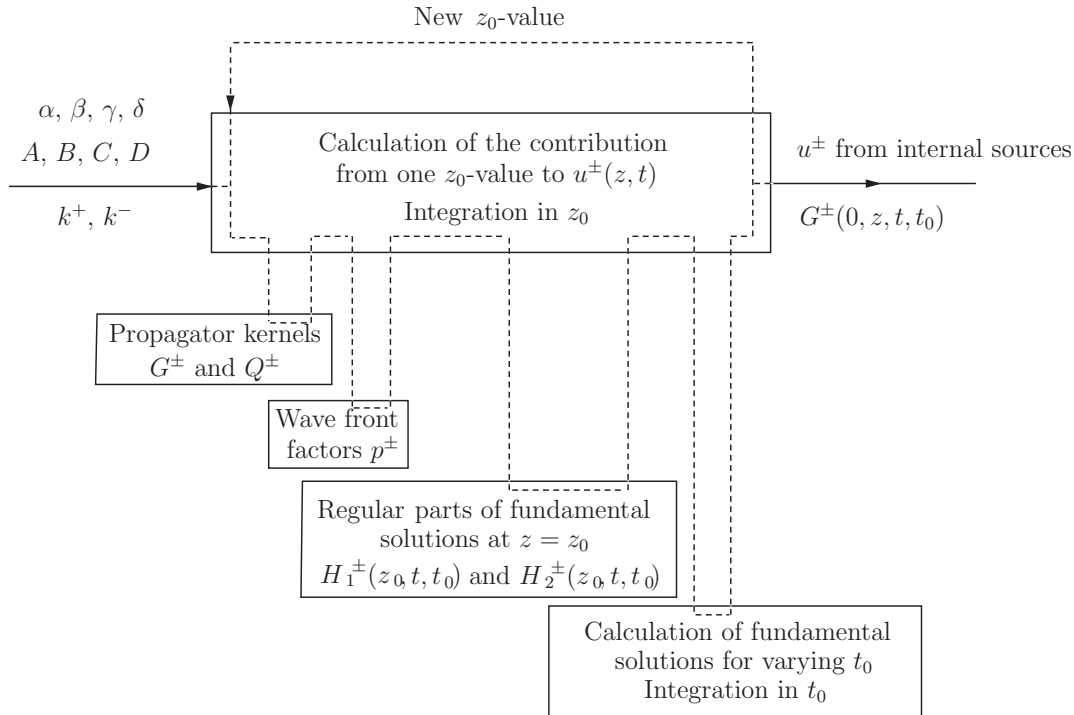 New z₀-value
α, β, γ, δ
A, B, C, D
k⁺, k⁻
Calculation of the contribution
from one z₀-value to u±(z, t)
Integration in z₀
u± from internal sources
G±(0, z, t, t₀)
Propagator kernels
G± and Q±
Wave front
factors p±
Regular parts of fundamental
solutions at z = z₀
H₁±(z₀, t, t₀) and H₂±(z₀, t, t₀)
Calculation of fundamental
solutions for varying t₀
Integration in t₀